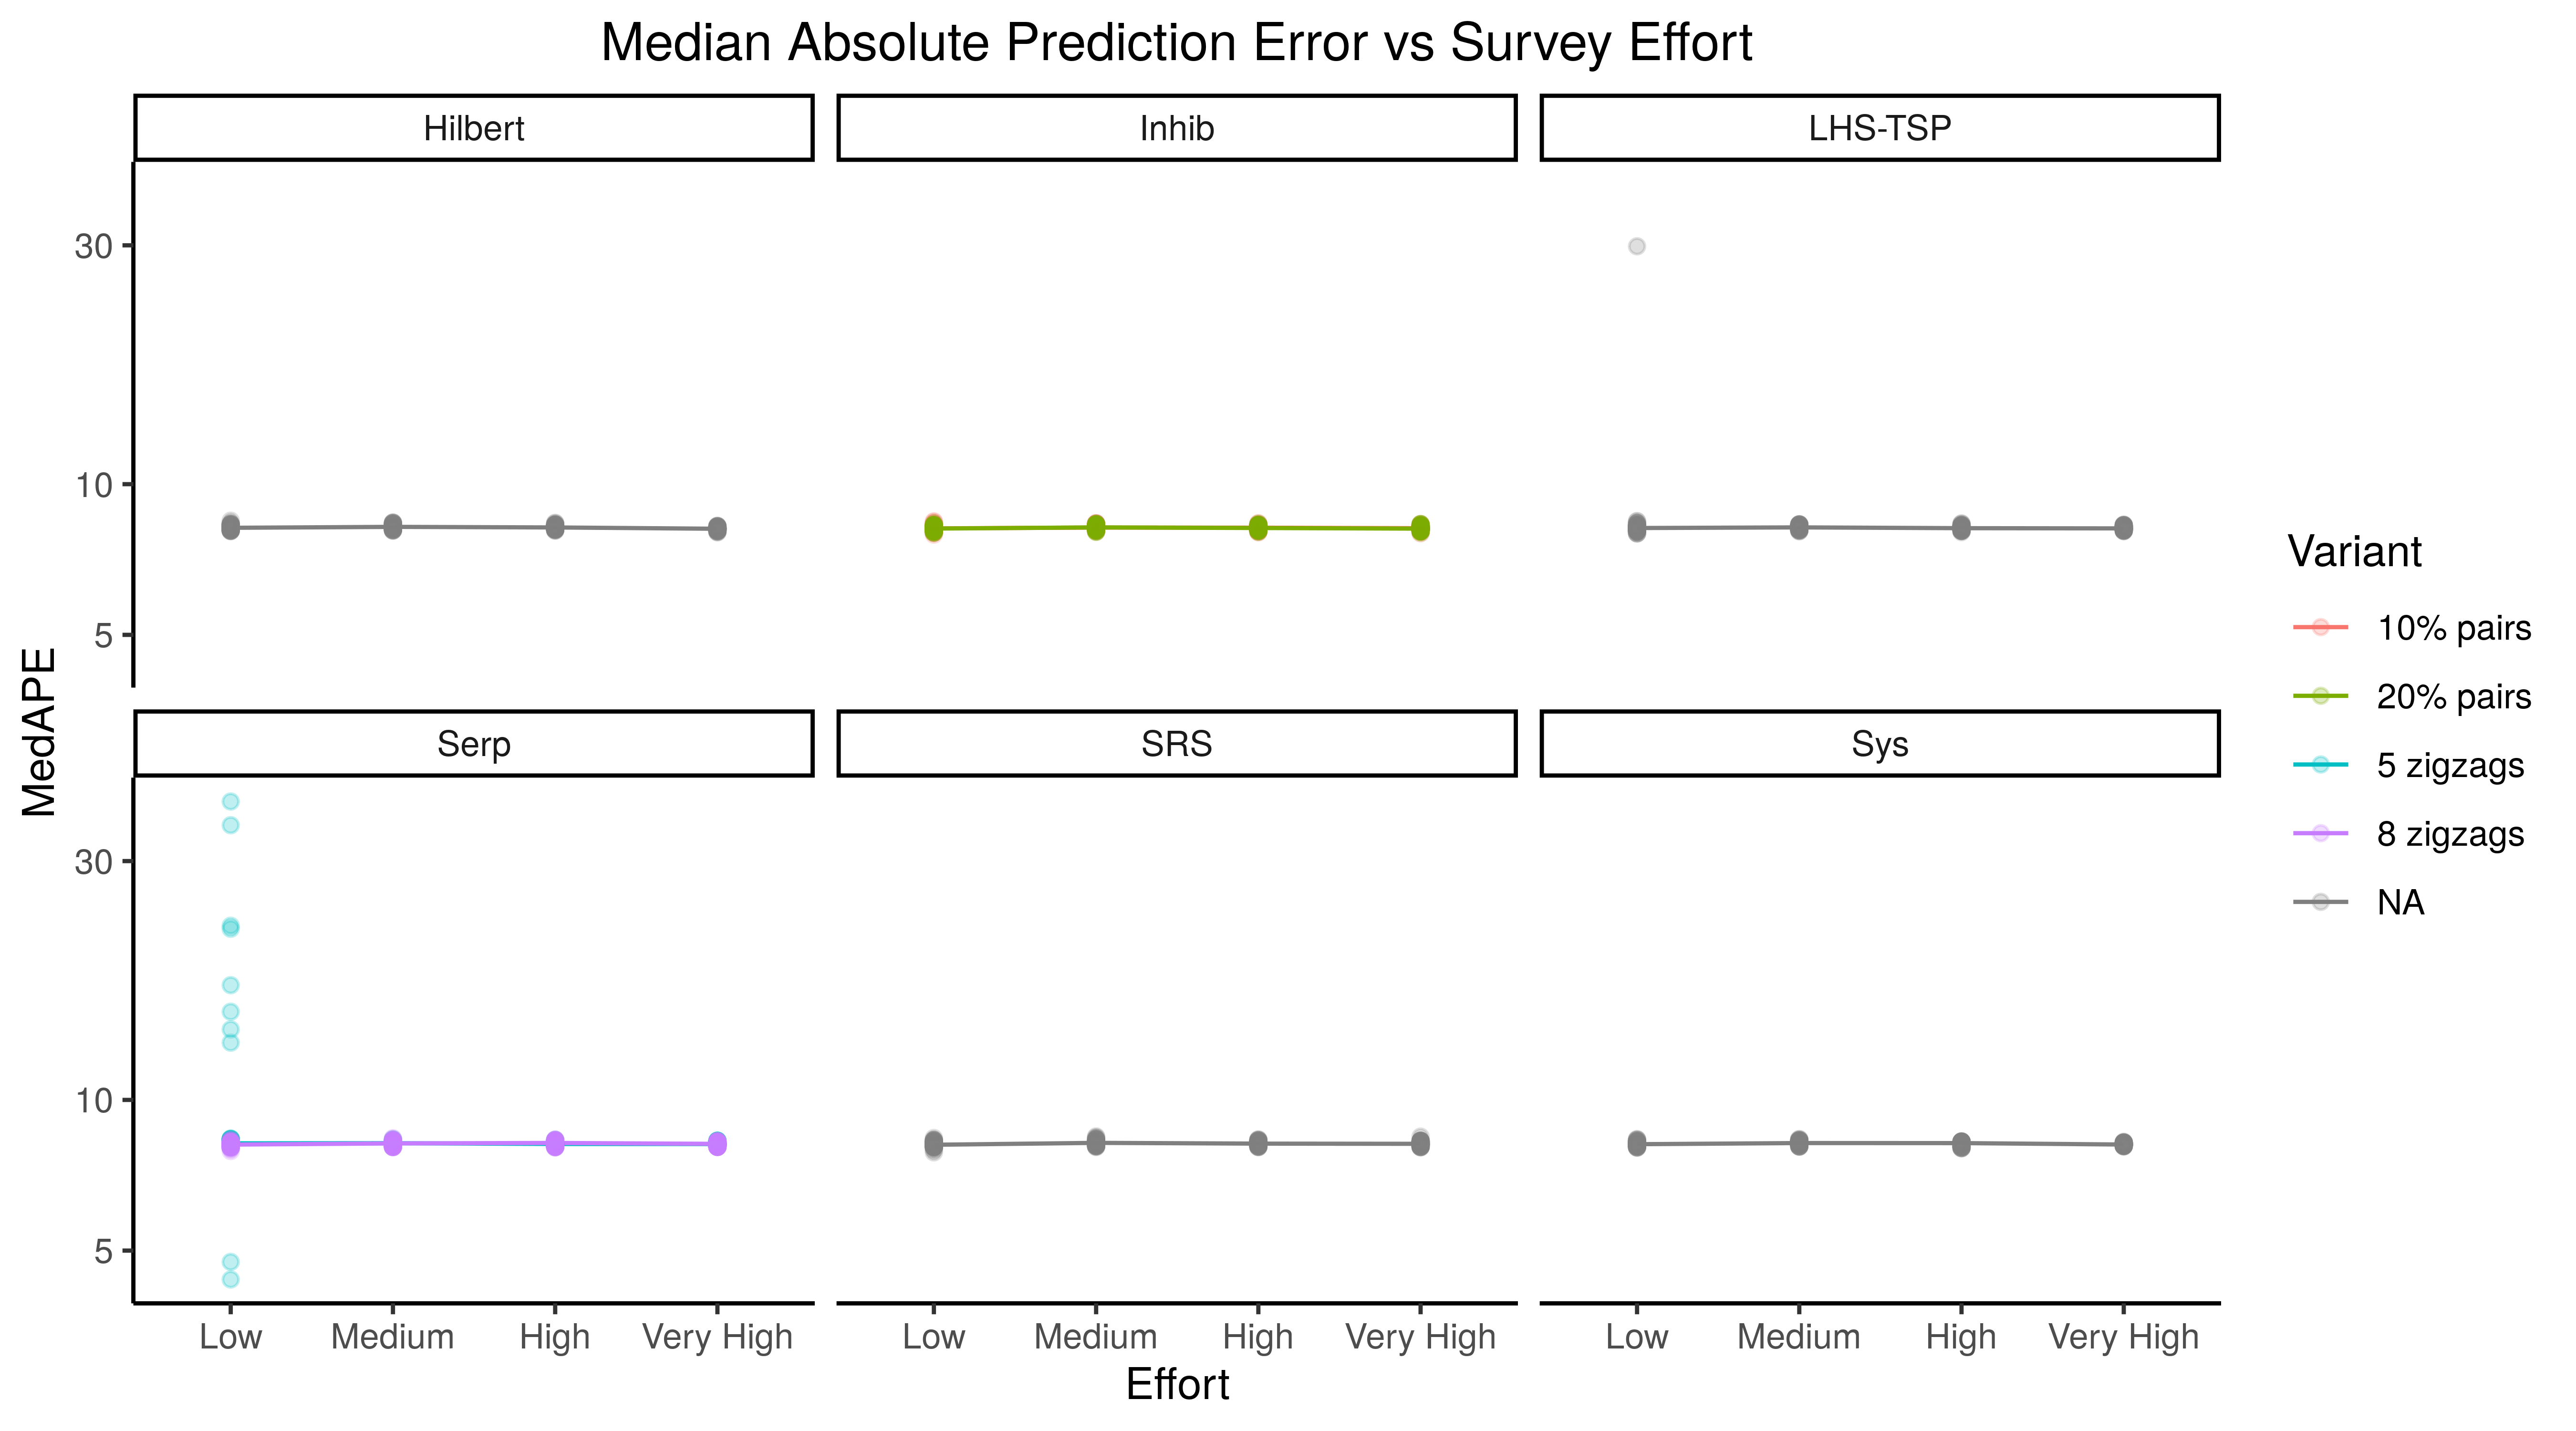 Median Absolute Prediction Error vs Survey Effort
Hilbert
Inhib
LHS-TSP
30
10
5
Serp
SRS
Sys
30
10
5
Low
Medium
High
Very High
Low
Medium
High
Very High
Low
Medium
High
Very High
Effort
MedAPE
Variant
10% pairs
20% pairs
5 zigzags
8 zigzags
NA